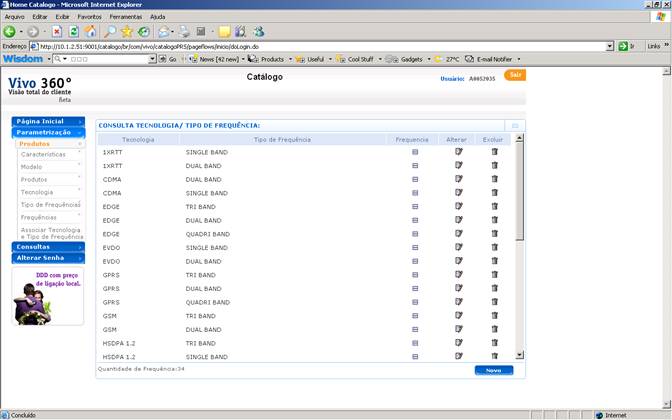 Home Catalogo - Microsoft Internet Explorer
Arquivo Editar Exibir Favoritos Ferramentas Ajuda
Endereço http://10.1.2.51:9001/catalogo/br/com/vivo/catalogoPRS/pageflows/inicio/doLogin.do Ir Links »
Wisdom Go News [42 new] Products Useful Cool Stuff Gadgets 27°C E-mail Notifier
Vivo 360°
Visão total do cliente
Beta
Catálogo
Usuário: A0052035
Sair
Página Inicial
Parametrização
Produtos
Características
Modelo
Produtos
Tecnologia
Tipo de Frequências
Frequências
Associar Tecnologia
e Tipo de Frequência
Consultas
Alterar Senha
DDD com preço
de ligação local.
CONSULTA TECNOLOGIA/ TIPO DE FREQUÊNCIA:
Tecnologia Tipo de Frequência Frequencia Alterar Excluir
1XRTT SINGLE BAND
1XRTT DUAL BAND
CDMA DUAL BAND
CDMA SINGLE BAND
EDGE TRI BAND
EDGE DUAL BAND
EDGE QUADRI BAND
EVDO SINGLE BAND
EVDO DUAL BAND
GPRS TRI BAND
GPRS DUAL BAND
GPRS QUADRI BAND
GSM TRI BAND
GSM DUAL BAND
HSDPA 1.2 TRI BAND
HSDPA 1.2 SINGLE BAND
Quantidade de Frequência:34
Novo
Concluído Internet